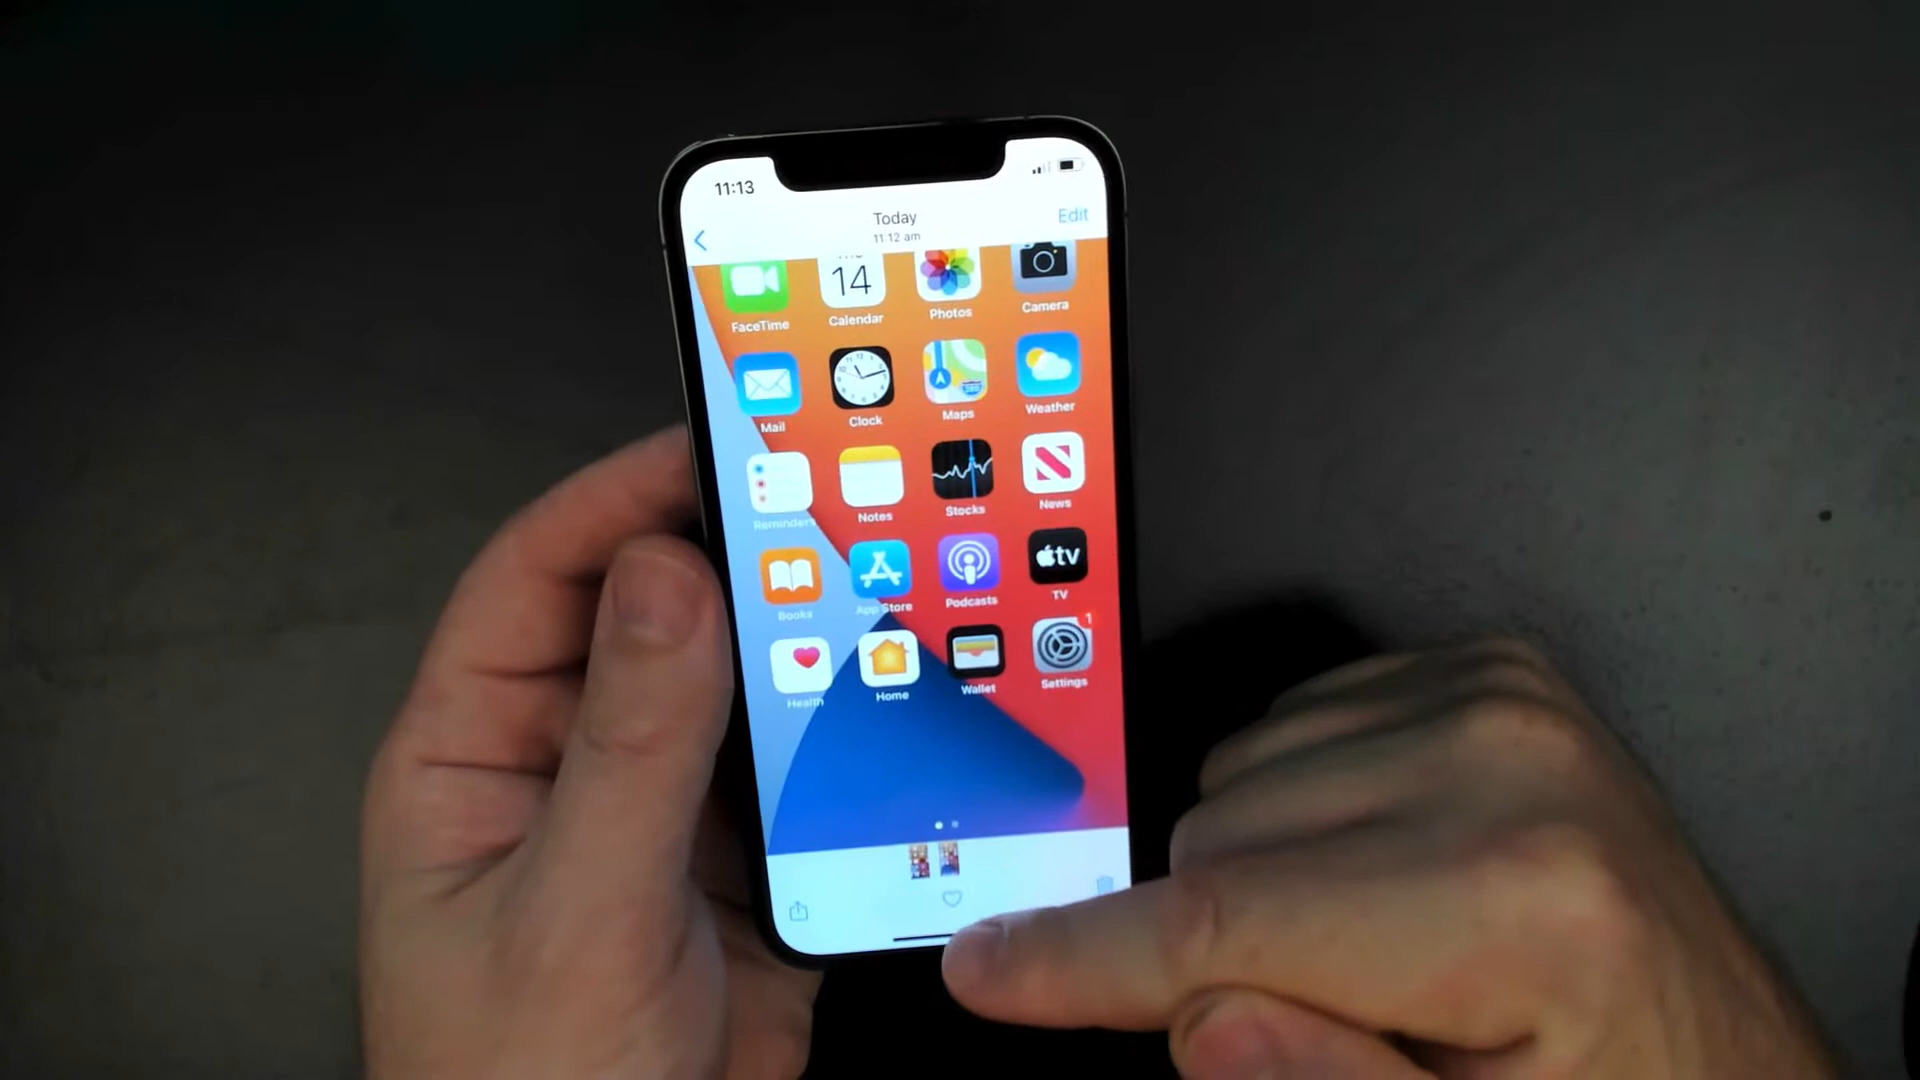 11:13
Today
Edit
11:12 am
14
FaceTime
Calendar
Photos
Camera
Mail
Clock
Maps
Weather
Reminders
Notes
Stocks
News
tv
Books
App Store
Podcasts
TV
1
Health
Home
Wallet
Settings